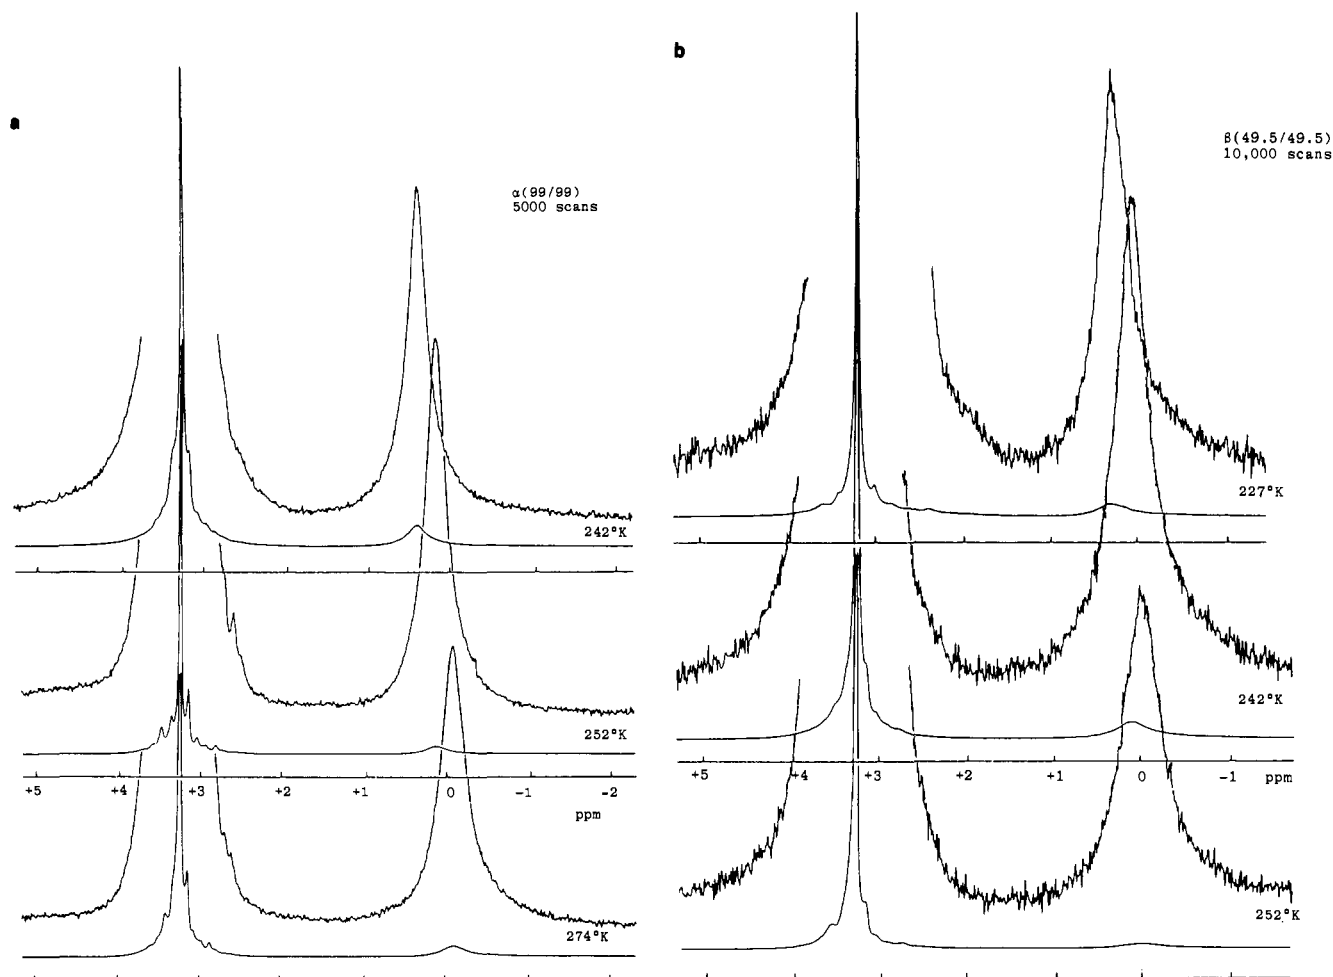 a
α(99/99)
5000 scans
242°K
252°K
+5 +4 +3 +2 +1 0 -1 -2
ppm
274°K
b
β(49.5/49.5)
10,000 scans
227°K
242°K
+5 +4 +3 +2 +1 0 -1 ppm
252°K